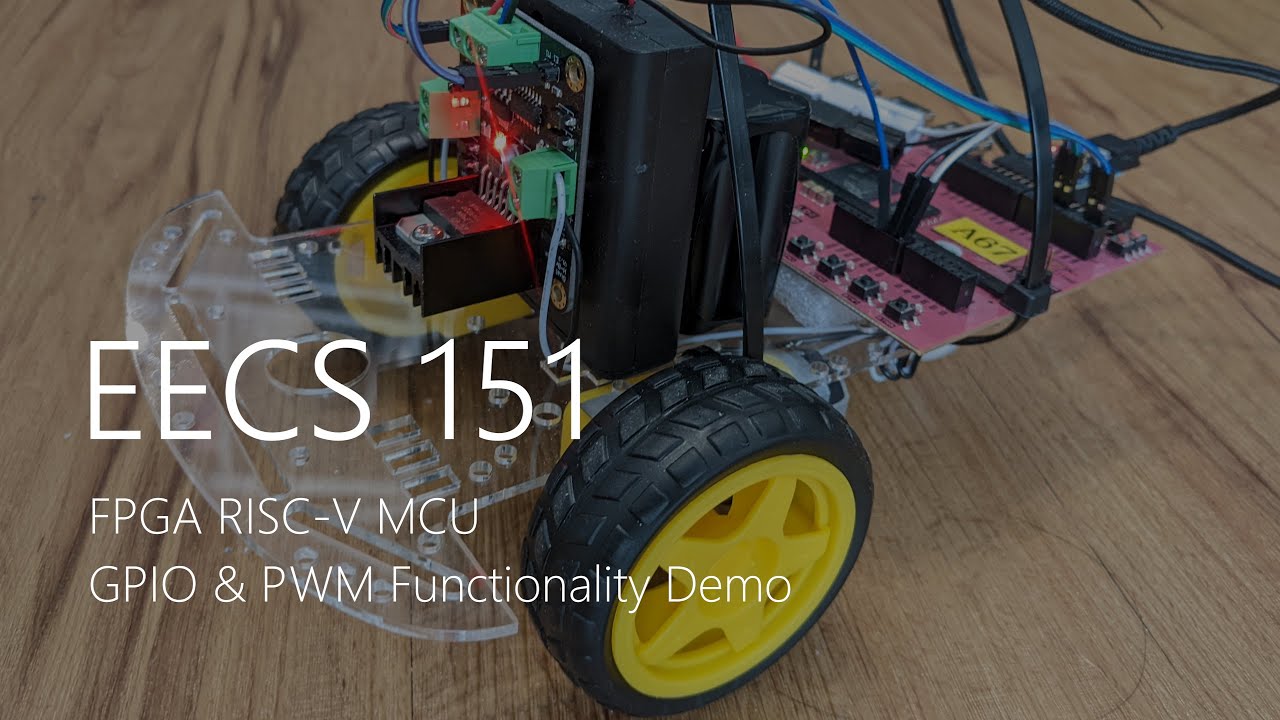 A67
EECS 151
FPGA RISC-V MCU
GPIO & PWM Functionality Demo